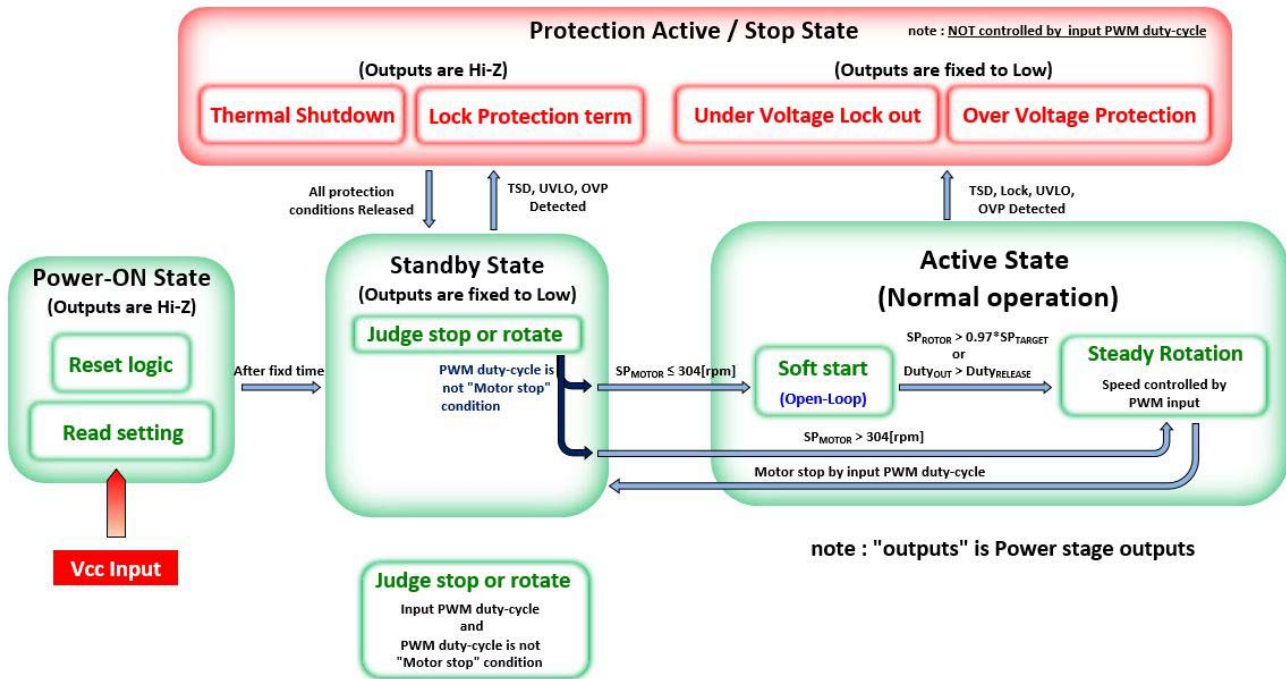 Protection Active / Stop State
note : NOT controlled by input PWM duty-cycle
(Outputs are Hi-Z)
(Outputs are fixed to Low)
Thermal Shutdown
Lock Protection term
Under Voltage Lock out
Over Voltage Protection
All protection
conditions Released
TSD, UVLO, OVP
Detected
TSD, Lock, UVLO,
OVP Detected
Power-ON State
(Outputs are Hi-Z)
Reset logic
Read setting
Vcc Input
After fixd time
Standby State
(Outputs are fixed to Low)
Judge stop or rotate
PWM duty-cycle is
not "Motor stop"
condition
SPMOTOR ≤ 304[rpm]
Active State
(Normal operation)
Soft start
(Open-Loop)
SPROTOR > 0.97*SPTARGET
or
DutyOUT > DutyRELEASE
Steady Rotation
Speed controlled by
PWM input
SPMOTOR > 304[rpm]
Motor stop by input PWM duty-cycle
note : "outputs" is Power stage outputs
Judge stop or rotate
Input PWM duty-cycle
and
PWM duty-cycle is not
"Motor stop" condition